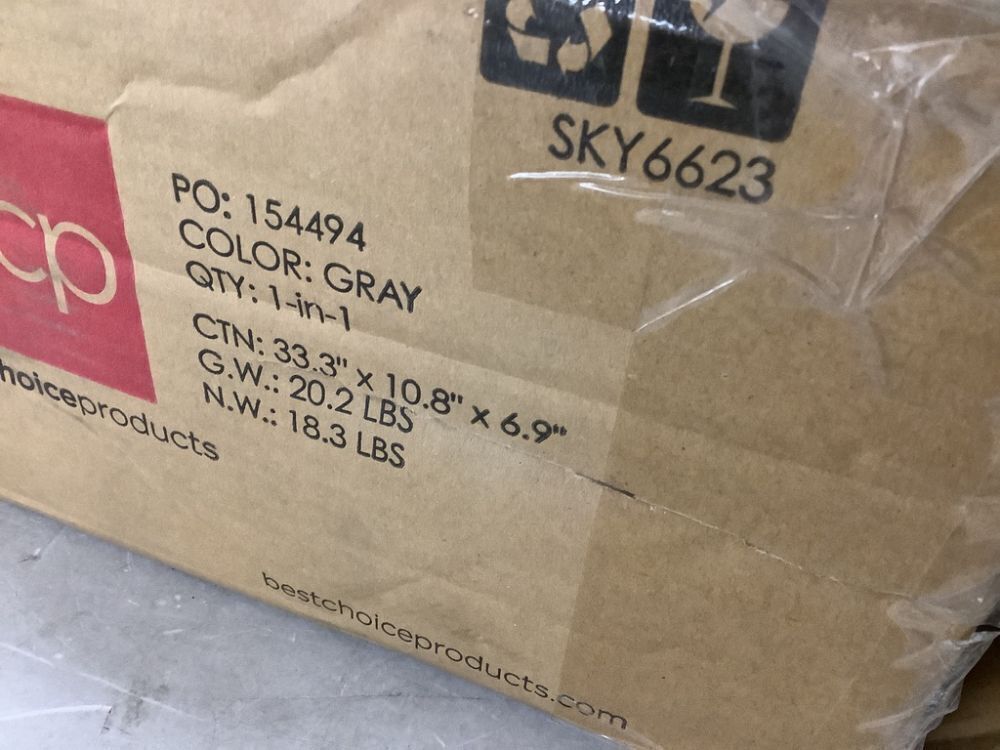 SKY6623
cp
hoiceproducts
PO: 154494
COLOR: GRAY
QTY: 1-in-1
CTN: 33.3" x 10.8" x 6.9"
G.W.: 20.2 LBS
N.W.: 18.3 LBS
bestchoiceproducts.com